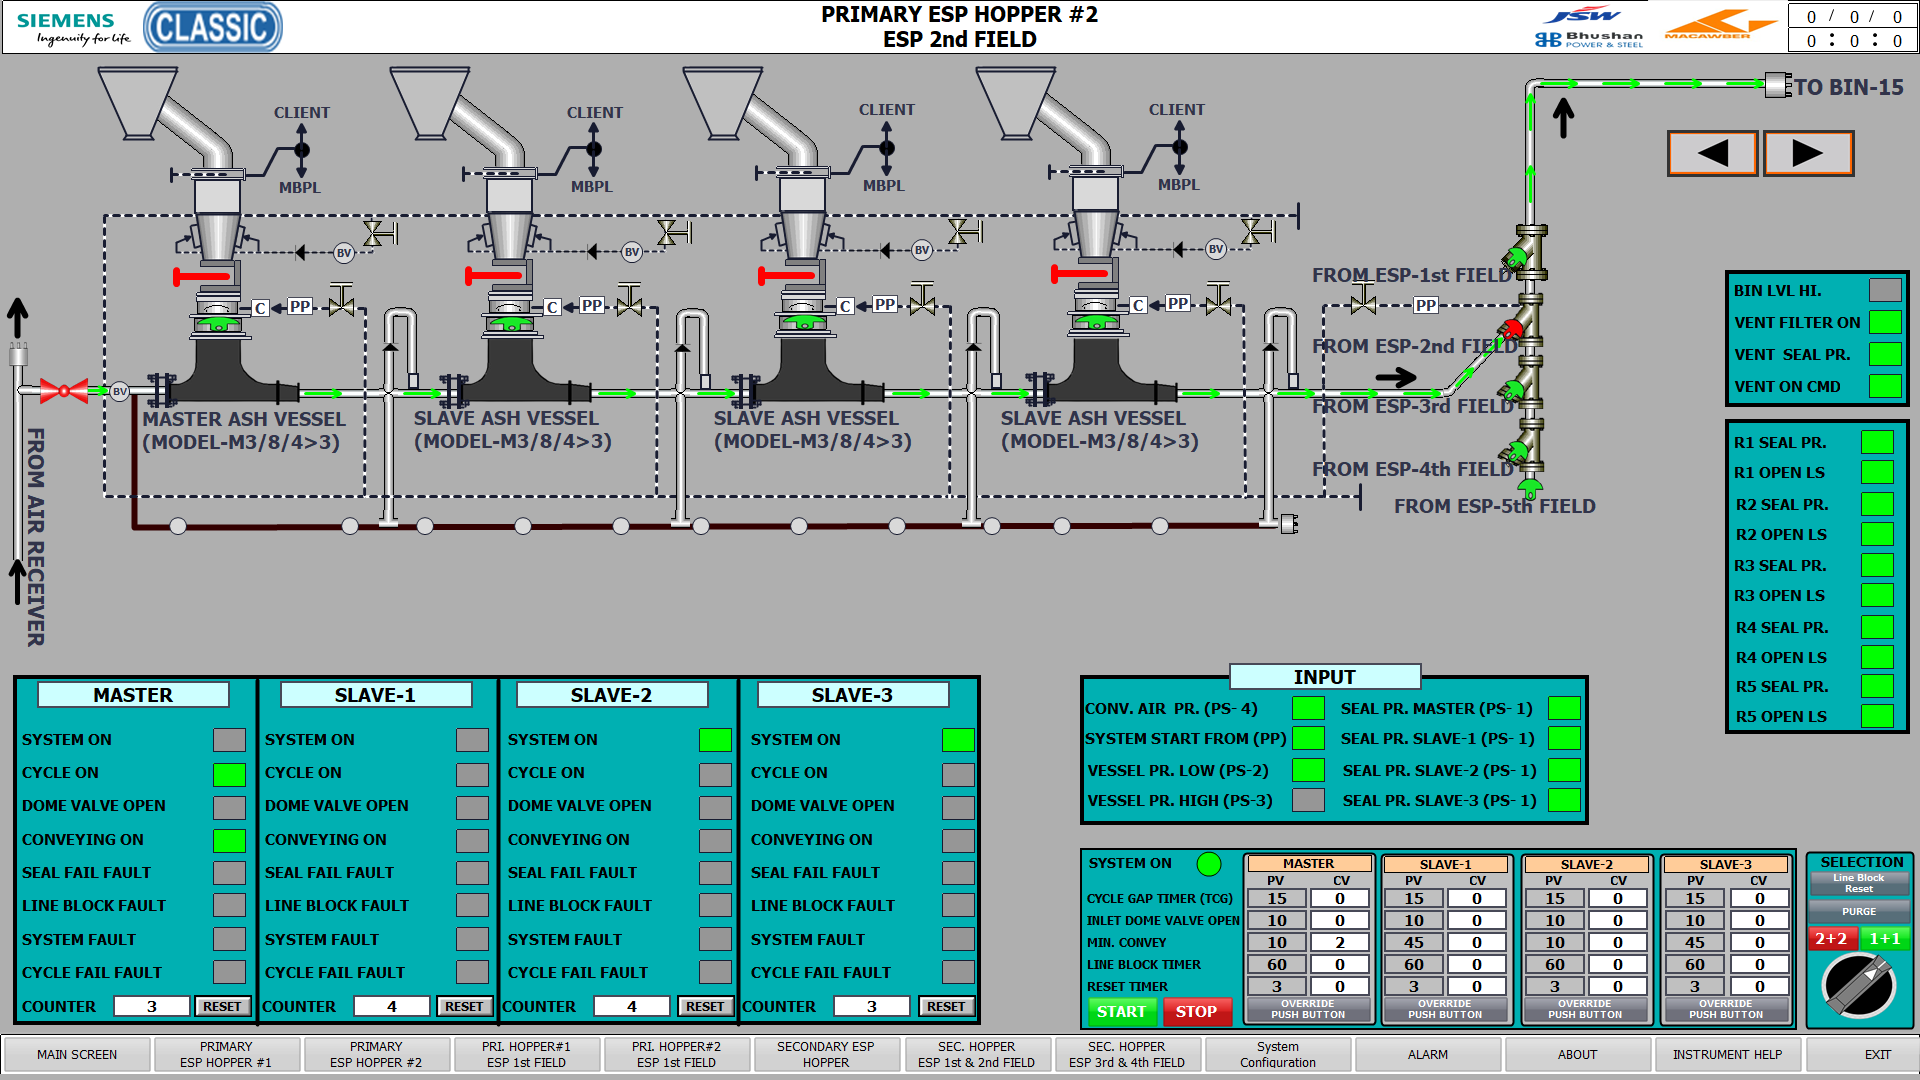 SIEMENS
Ingenuity for life
CLASSIC
PRIMARY ESP HOPPER #2
ESP 2nd FIELD
JSW
Bhushan
POWER & STEEL
MACAWBER
0 / 0 / 0
0 : 0 : 0
TO BIN-15
CLIENT
MBPL
CLIENT
MBPL
CLIENT
MBPL
CLIENT
MBPL
BV
BV
BV
BV
C
PP
C
PP
C
PP
C
PP
PP
BV
FROM ESP-1st FIELD
FROM ESP-2nd FIELD
FROM ESP-3rd FIELD
FROM ESP-4th FIELD
FROM ESP-5th FIELD
MASTER ASH VESSEL
(MODEL-M3/8/4>3)
SLAVE ASH VESSEL
(MODEL-M3/8/4>3)
SLAVE ASH VESSEL
(MODEL-M3/8/4>3)
SLAVE ASH VESSEL
(MODEL-M3/8/4>3)
FROM AIR RECEIVER
BIN LVL HI.
VENT FILTER ON
VENT SEAL PR.
VENT ON CMD
R1 SEAL PR.
R1 OPEN LS
R2 SEAL PR.
R2 OPEN LS
R3 SEAL PR.
R3 OPEN LS
R4 SEAL PR.
R4 OPEN LS
R5 SEAL PR.
R5 OPEN LS
MASTER
SYSTEM ON
CYCLE ON
DOME VALVE OPEN
CONVEYING ON
SEAL FAIL FAULT
LINE BLOCK FAULT
SYSTEM FAULT
CYCLE FAIL FAULT
COUNTER 3 RESET
SLAVE-1
SYSTEM ON
CYCLE ON
DOME VALVE OPEN
CONVEYING ON
SEAL FAIL FAULT
LINE BLOCK FAULT
SYSTEM FAULT
CYCLE FAIL FAULT
COUNTER 4 RESET
SLAVE-2
SYSTEM ON
CYCLE ON
DOME VALVE OPEN
CONVEYING ON
SEAL FAIL FAULT
LINE BLOCK FAULT
SYSTEM FAULT
CYCLE FAIL FAULT
COUNTER 4 RESET
SLAVE-3
SYSTEM ON
CYCLE ON
DOME VALVE OPEN
CONVEYING ON
SEAL FAIL FAULT
LINE BLOCK FAULT
SYSTEM FAULT
CYCLE FAIL FAULT
COUNTER 3 RESET
INPUT
CONV. AIR PR. (PS- 4) SEAL PR. MASTER (PS- 1)
SYSTEM START FROM (PP) SEAL PR. SLAVE-1 (PS- 1)
VESSEL PR. LOW (PS-2) SEAL PR. SLAVE-2 (PS- 1)
VESSEL PR. HIGH (PS-3) SEAL PR. SLAVE-3 (PS- 1)
SYSTEM ON MASTER SLAVE-1 SLAVE-2 SLAVE-3
PV CV PV CV PV CV PV CV
CYCLE GAP TIMER (TCG) 15 0 15 0 15 0 15 0
INLET DOME VALVE OPEN 10 0 10 0 10 0 10 0
MIN. CONVEY 10 2 45 0 10 0 45 0
LINE BLOCK TIMER 60 0 60 0 60 0 60 0
RESET TIMER 3 0 3 0 3 0 3 0
START STOP
OVERRIDE
PUSH BUTTON
OVERRIDE
PUSH BUTTON
OVERRIDE
PUSH BUTTON
OVERRIDE
PUSH BUTTON
SELECTION
Line Block
Reset
PURGE
2+2 1+1
MAIN SCREEN
PRIMARY
ESP HOPPER #1
PRIMARY
ESP HOPPER #2
PRI. HOPPER#1
ESP 1st FIELD
PRI. HOPPER#2
ESP 1st FIELD
SECONDARY ESP
HOPPER
SEC. HOPPER
ESP 1st & 2nd FIELD
SEC. HOPPER
ESP 3rd & 4th FIELD
System
Configuration
ALARM
ABOUT
INSTRUMENT HELP
EXIT